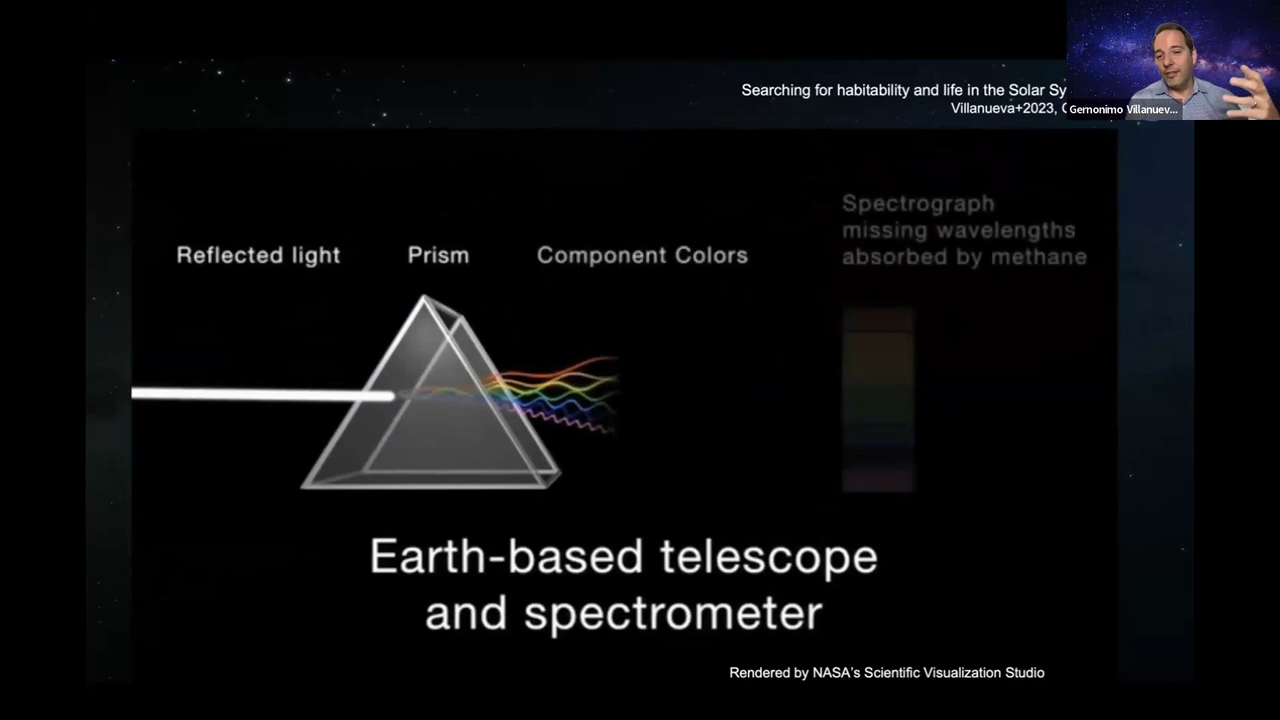 Searching for habitability and life in the Solar Sy
Villanueva+2023,
Geronimo Villanuev...
Spectrograph
missing wavelengths
absorbed by methane
Reflected light
Prism
Component Colors
Earth-based telescope
and spectrometer
Rendered by NASA's Scientific Visualization Studio